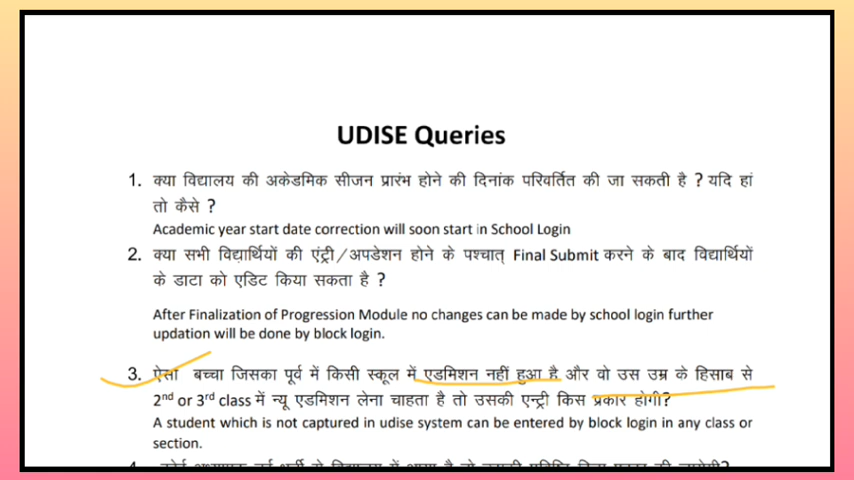 UDISE Queries
1. क्या विद्यालय की अकेडमिक सीजन प्रारंभ होने की दिनांक परिवर्तित की जा सकती है ? यदि हां
तो कैसे ?
Academic year start date correction will soon start in School Login
2. क्या सभी विद्यार्थियों की एंट्री/अपडेशन होने के पश्चात् Final Submit करने के बाद विद्यार्थियों
के डाटा को एडिट किया सकता है ?
After Finalization of Progression Module no changes can be made by school login further
updation will be done by block login.
3. ऐसा बच्चा जिसका पूर्व में किसी स्कूल में एडमिशन नहीं हुआ है और वो उस उम्र के हिसाब से
2nd or 3rd class में न्यू एडमिशन लेना चाहता है तो उसकी एन्ट्री किस प्रकार होगी?
A student which is not captured in udise system can be entered by block login in any class or
section.